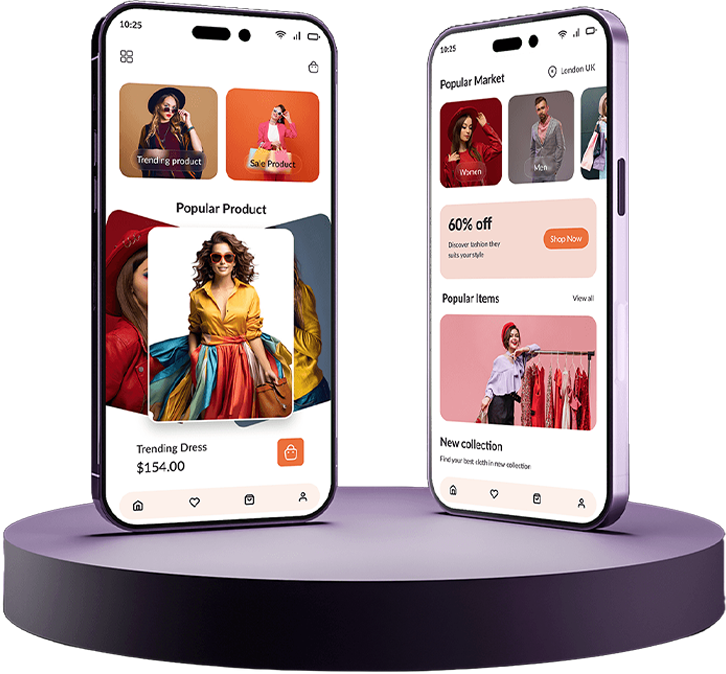 10:25
Trending product
Sale Product
Popular Product
Trending Dress
$154.00
10:25
Popular Market
London UK
Women
Men
60% off
Discover fashion they
suits your style
Shop Now
Popular Items
View all
New collection
Find your best cloth in new collection